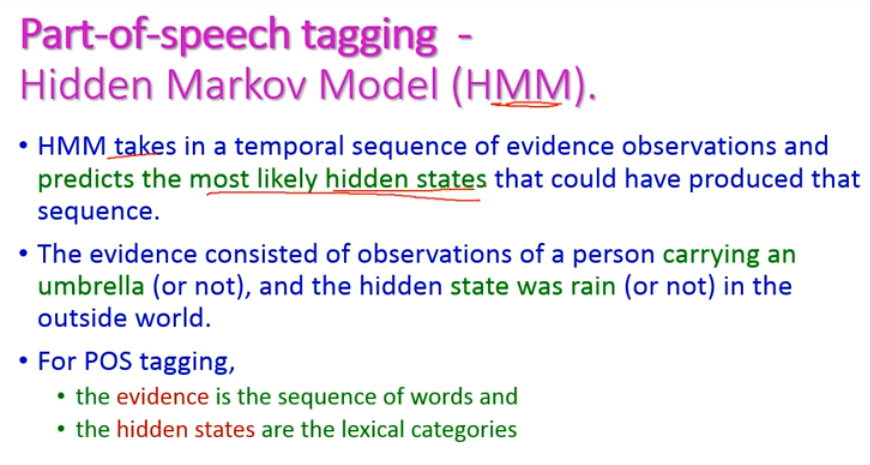 Part-of-speech tagging -
Hidden Markov Model (HMM).
• HMM takes in a temporal sequence of evidence observations and
predicts the most likely hidden states that could have produced that
sequence.
• The evidence consisted of observations of a person carrying an
umbrella (or not), and the hidden state was rain (or not) in the
outside world.
• For POS tagging,
• the evidence is the sequence of words and
• the hidden states are the lexical categories